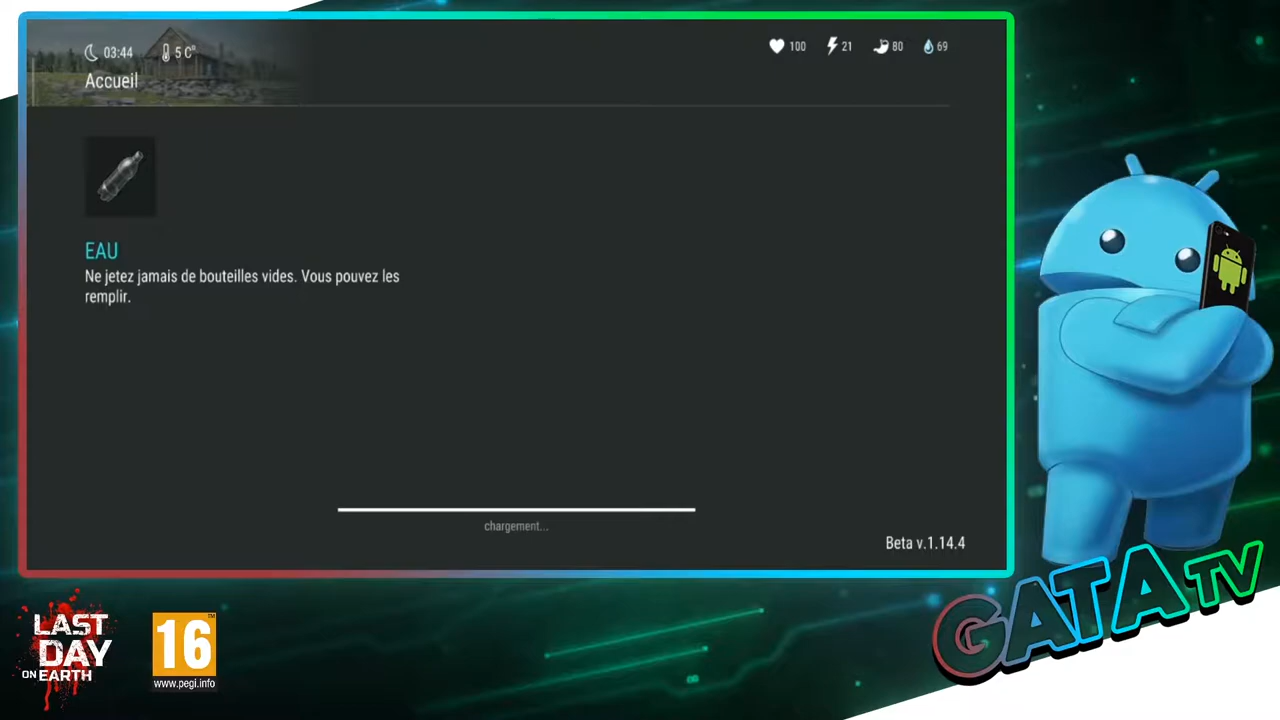 03:44 5 C°
100 21 80 69
Accueil
EAU
Ne jetez jamais de bouteilles vides. Vous pouvez les
remplir.
chargement...
Beta v.1.14.4
LAST
DAY
ON EARTH
16
www.pegi.info
GATA TV